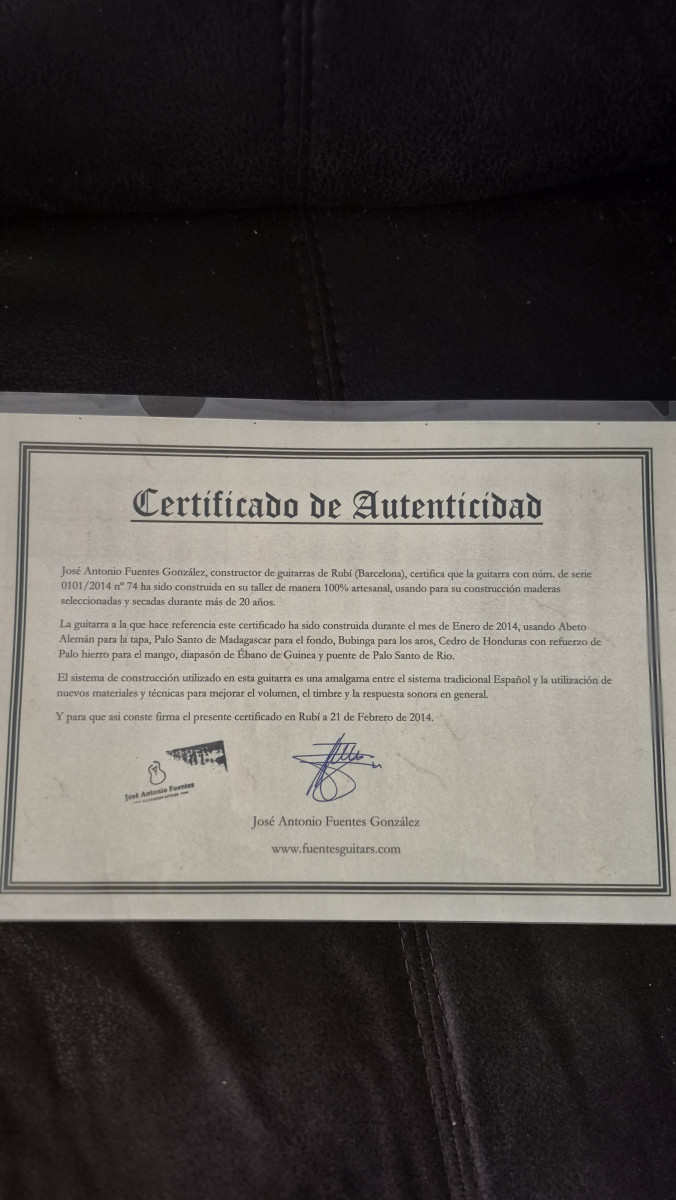 Certificado de Autenticidad
José Antonio Fuentes González, constructor de guitarras de Rubí (Barcelona), certifica que la guitarra con núm. de serie
0101/2014 nº 74 ha sido construida en su taller de manera 100% artesanal, usando para su construcción maderas
seleccionadas y secadas durante más de 20 años.
La guitarra a la que hace referencia este certificado ha sido construida durante el mes de Enero de 2014, usando Abeto
Alemán para la tapa, Palo Santo de Madagascar para el fondo, Bubinga para los aros, Cedro de Honduras con refuerzo de
Palo hierro para el mango, diapasón de Ébano de Guinea y puente de Palo Santo de Rio.
El sistema de construcción utilizado en esta guitarra es una amalgama entre el sistema tradicional Español y la utilización de
nuevos materiales y técnicas para mejorar el volumen, el timbre y la respuesta sonora en general.
Y para que asi conste firma el presente certificado en Rubí a 21 de Febrero de 2014.
José Antonio Fuentes
José Antonio Fuentes González
www.fuentesguitars.com